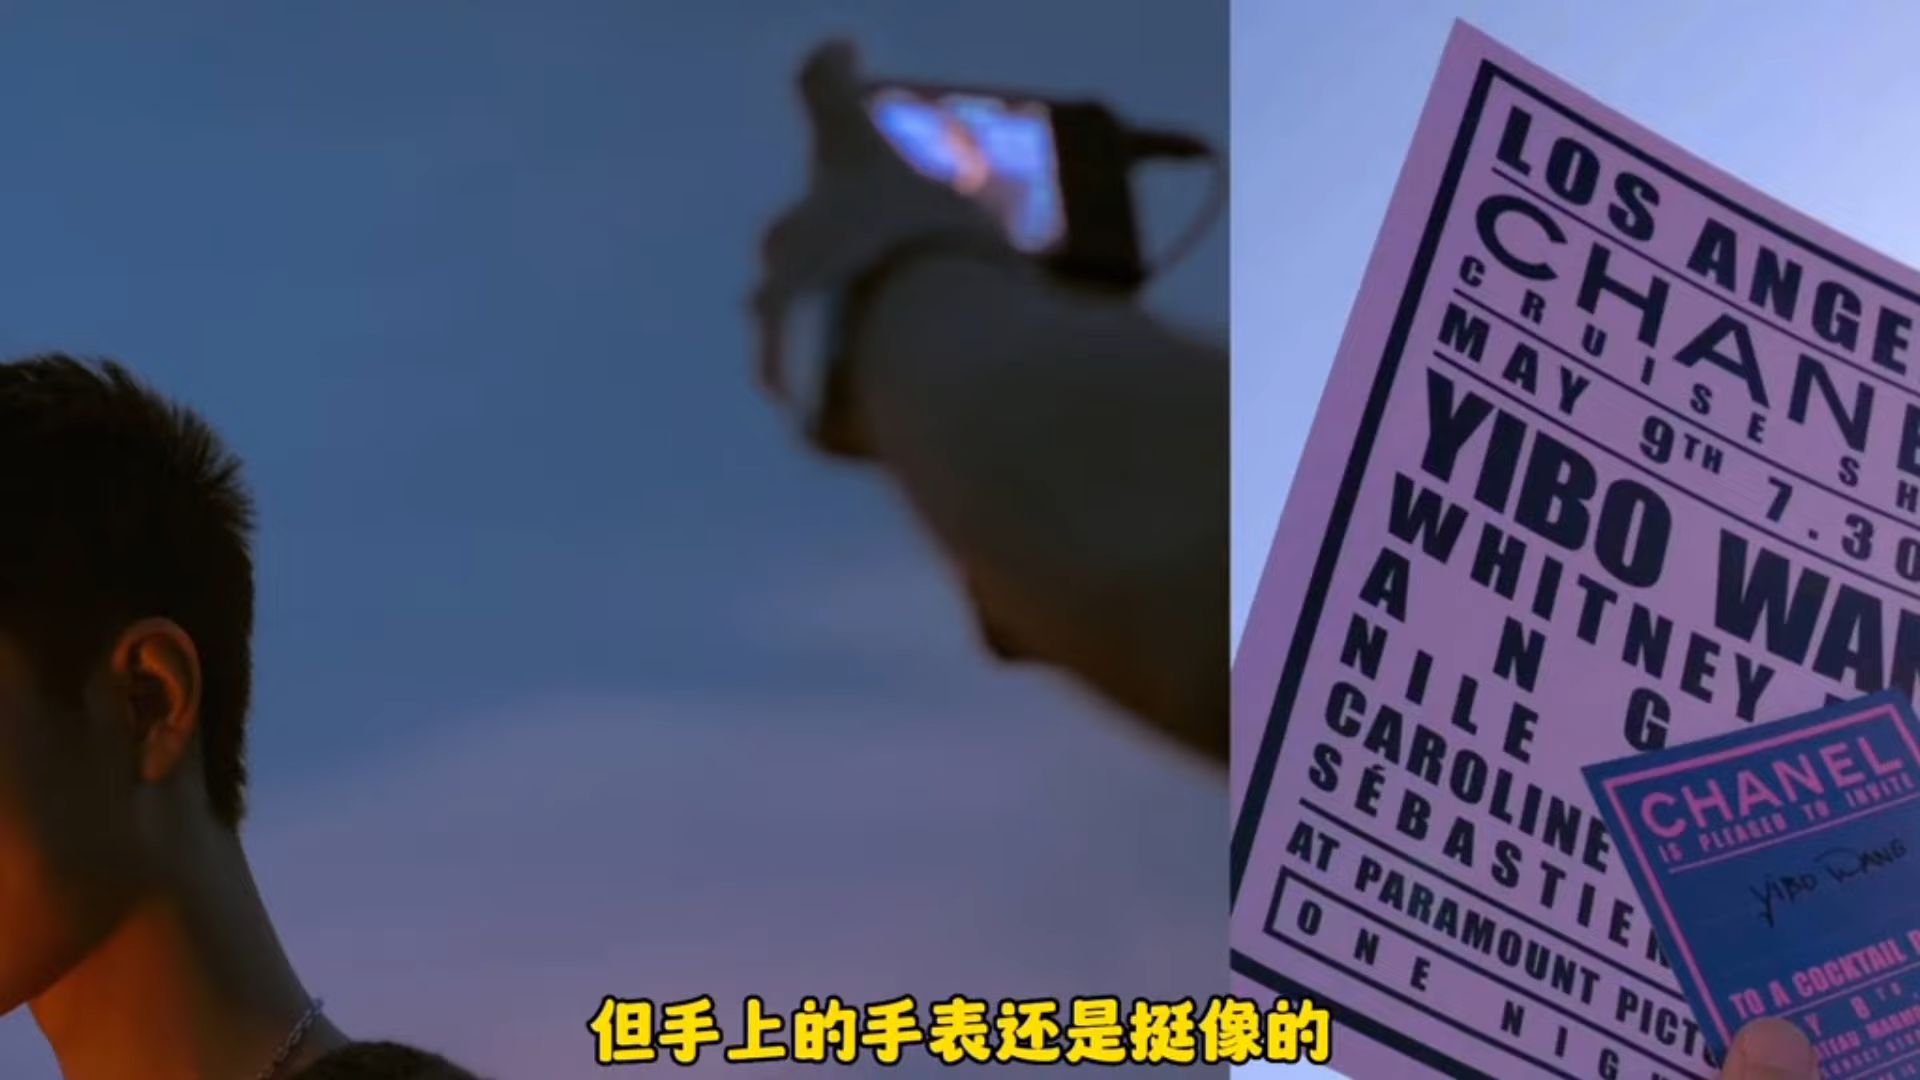 LOS ANGE
CHANE
CRUISE SH
MAY 9TH 7.30
YIBO WAN
WHITNEY
ANG
NILE
CAROLINE
SÉBASTIE
AT PARAMOUNT PICT
ONE NIG
CHANEL
IS PLEASED TO INVITE
YIBO WANG
TO A COCKTAIL
但手上的手表还是挺像的